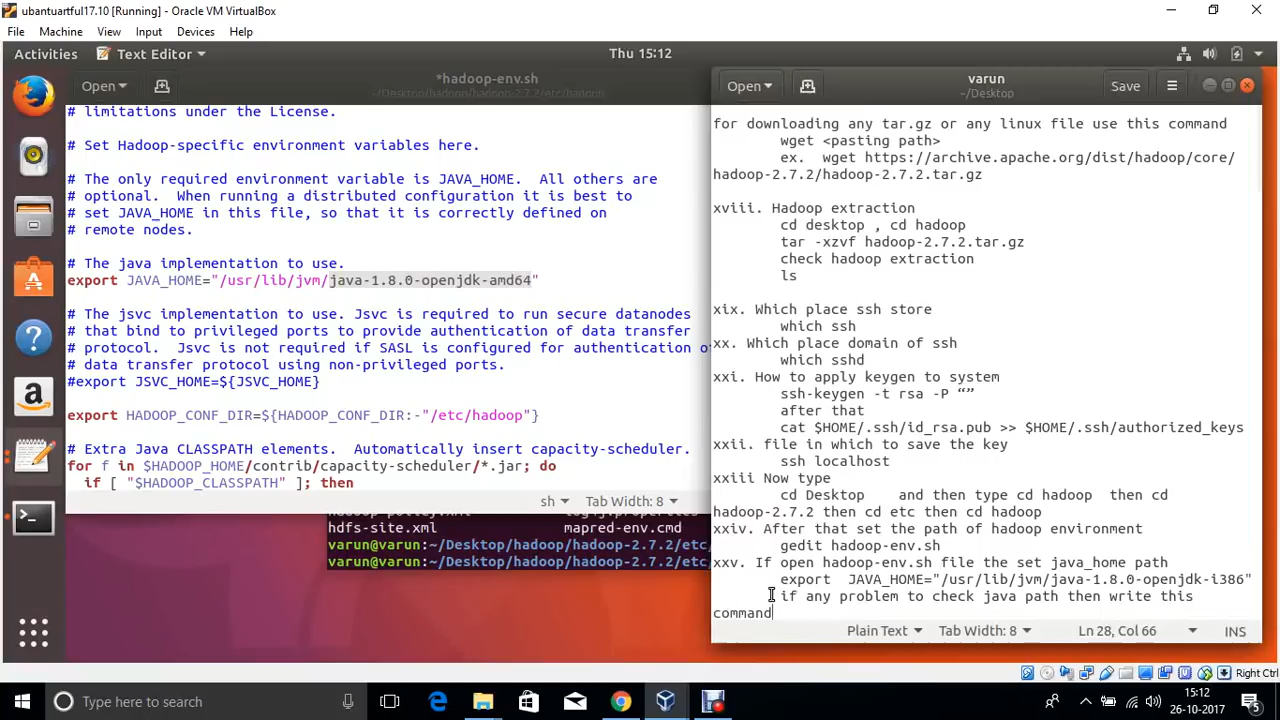 ubantuartful17.10 [Running] - Oracle VM VirtualBox
File Machine View Input Devices Help
Activities Text Editor Thu 15:12
Open *hadoop-env.sh
~/Desktop/hadoop/hadoop-2.7.2/etc/hadoop
# limitations under the License.
# Set Hadoop-specific environment variables here.
# The only required environment variable is JAVA_HOME.  All others are
# optional.  When running a distributed configuration it is best to
# set JAVA_HOME in this file, so that it is correctly defined on
# remote nodes.
# The java implementation to use.
export JAVA_HOME="/usr/lib/jvm/java-1.8.0-openjdk-amd64"
# The jsvc implementation to use. Jsvc is required to run secure datanodes
# that bind to privileged ports to provide authentication of data transfer
# protocol.  Jsvc is not required if SASL is configured for authentication of
# data transfer protocol using non-privileged ports.
#export JSVC_HOME=${JSVC_HOME}
export HADOOP_CONF_DIR=${HADOOP_CONF_DIR:-"/etc/hadoop"}
# Extra Java CLASSPATH elements.  Automatically insert capacity-scheduler.
for f in $HADOOP_HOME/contrib/capacity-scheduler/*.jar; do
if [ "$HADOOP_CLASSPATH" ]; then
sh Tab Width: 8
hdfs-site.xml mapred-env.cmd
varun@varun:~/Desktop/hadoop/hadoop-2.7.2/etc/
varun@varun:~/Desktop/hadoop/hadoop-2.7.2/etc/
Open varun Save
~/Desktop
for downloading any tar.gz or any linux file use this command
wget <pasting path>
ex.  wget https://archive.apache.org/dist/hadoop/core/
hadoop-2.7.2/hadoop-2.7.2.tar.gz
xviii. Hadoop extraction
cd desktop , cd hadoop
tar -xzvf hadoop-2.7.2.tar.gz
check hadoop extraction
ls
xix. Which place ssh store
which ssh
xx. Which place domain of ssh
which sshd
xxi. How to apply keygen to system
ssh-keygen -t rsa -P “”
after that
cat $HOME/.ssh/id_rsa.pub >> $HOME/.ssh/authorized_keys
xxii. file in which to save the key
ssh localhost
xxiii Now type
cd Desktop    and then type cd hadoop  then cd
hadoop-2.7.2 then cd etc then cd hadoop
xxiv. After that set the path of hadoop environment
gedit hadoop-env.sh
xxv. If open hadoop-env.sh file the set java_home path
export  JAVA_HOME="/usr/lib/jvm/java-1.8.0-openjdk-i386"
if any problem to check java path then write this
command
Plain Text Tab Width: 8 Ln 28, Col 66 INS
Right Ctrl
Type here to search
15:12
26-10-2017
5